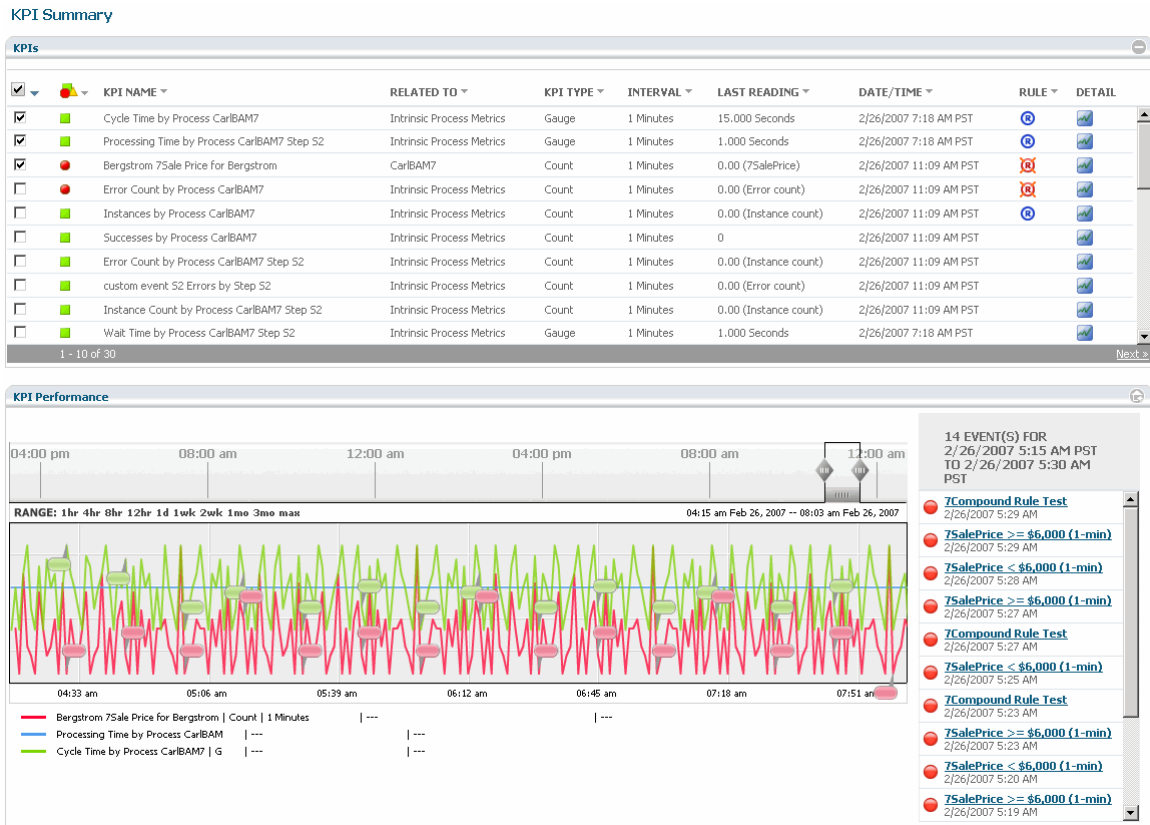 KPI Summary
KPIs
KPI NAME RELATED TO KPI TYPE INTERVAL LAST READING DATE/TIME RULE DETAIL
Cycle Time by Process CarlBAM7 Intrinsic Process Metrics Gauge 1 Minutes 15.000 Seconds 2/26/2007 7:18 AM PST R
Processing Time by Process CarlBAM7 Step S2 Intrinsic Process Metrics Gauge 1 Minutes 1.000 Seconds 2/26/2007 7:18 AM PST R
Bergstrom 7Sale Price for Bergstrom CarlBAM7 Count 1 Minutes 0.00 (7SalePrice) 2/26/2007 11:09 AM PST R
Error Count by Process CarlBAM7 Intrinsic Process Metrics Count 1 Minutes 0.00 (Error count) 2/26/2007 11:09 AM PST R
Instances by Process CarlBAM7 Intrinsic Process Metrics Count 1 Minutes 0.00 (Instance count) 2/26/2007 11:09 AM PST R
Successes by Process CarlBAM7 Intrinsic Process Metrics Count 1 Minutes 0 2/26/2007 11:09 AM PST
Error Count by Process CarlBAM7 Step S2 Intrinsic Process Metrics Count 1 Minutes 0.00 (Instance count) 2/26/2007 11:09 AM PST
custom event S2 Errors by Step S2 Intrinsic Process Metrics Count 1 Minutes 0.00 (Error count) 2/26/2007 11:09 AM PST
Instance Count by Process CarlBAM7 Step S2 Intrinsic Process Metrics Count 1 Minutes 0.00 (Instance count) 2/26/2007 11:09 AM PST
Wait Time by Process CarlBAM7 Step S2 Intrinsic Process Metrics Gauge 1 Minutes 1.000 Seconds 2/26/2007 7:18 AM PST
1 - 10 of 30 Next »
KPI Performance
04:00 pm 08:00 am 12:00 am 04:00 pm 08:00 am 12:00 am
RANGE: 1hr 4hr 8hr 12hr 1d 1wk 2wk 1mo 3mo max 04:15 am Feb 26, 2007 -- 08:03 am Feb 26, 2007
04:33 am 05:06 am 05:39 am 06:12 am 06:45 am 07:18 am 07:51 am
Bergstrom 7Sale Price for Bergstrom | Count | 1 Minutes | --- | ---
Processing Time by Process CarlBAM | --- | ---
Cycle Time by Process CarlBAM7 | G | --- | ---
14 EVENT(S) FOR
2/26/2007 5:15 AM PST
TO 2/26/2007 5:30 AM
PST
7Compound Rule Test
2/26/2007 5:29 AM
7SalePrice >= $6,000 (1-min)
2/26/2007 5:29 AM
7SalePrice < $6,000 (1-min)
2/26/2007 5:28 AM
7SalePrice >= $6,000 (1-min)
2/26/2007 5:27 AM
7Compound Rule Test
2/26/2007 5:27 AM
7SalePrice < $6,000 (1-min)
2/26/2007 5:25 AM
7Compound Rule Test
2/26/2007 5:23 AM
7SalePrice >= $6,000 (1-min)
2/26/2007 5:23 AM
7SalePrice < $6,000 (1-min)
2/26/2007 5:20 AM
7SalePrice >= $6,000 (1-min)
2/26/2007 5:19 AM